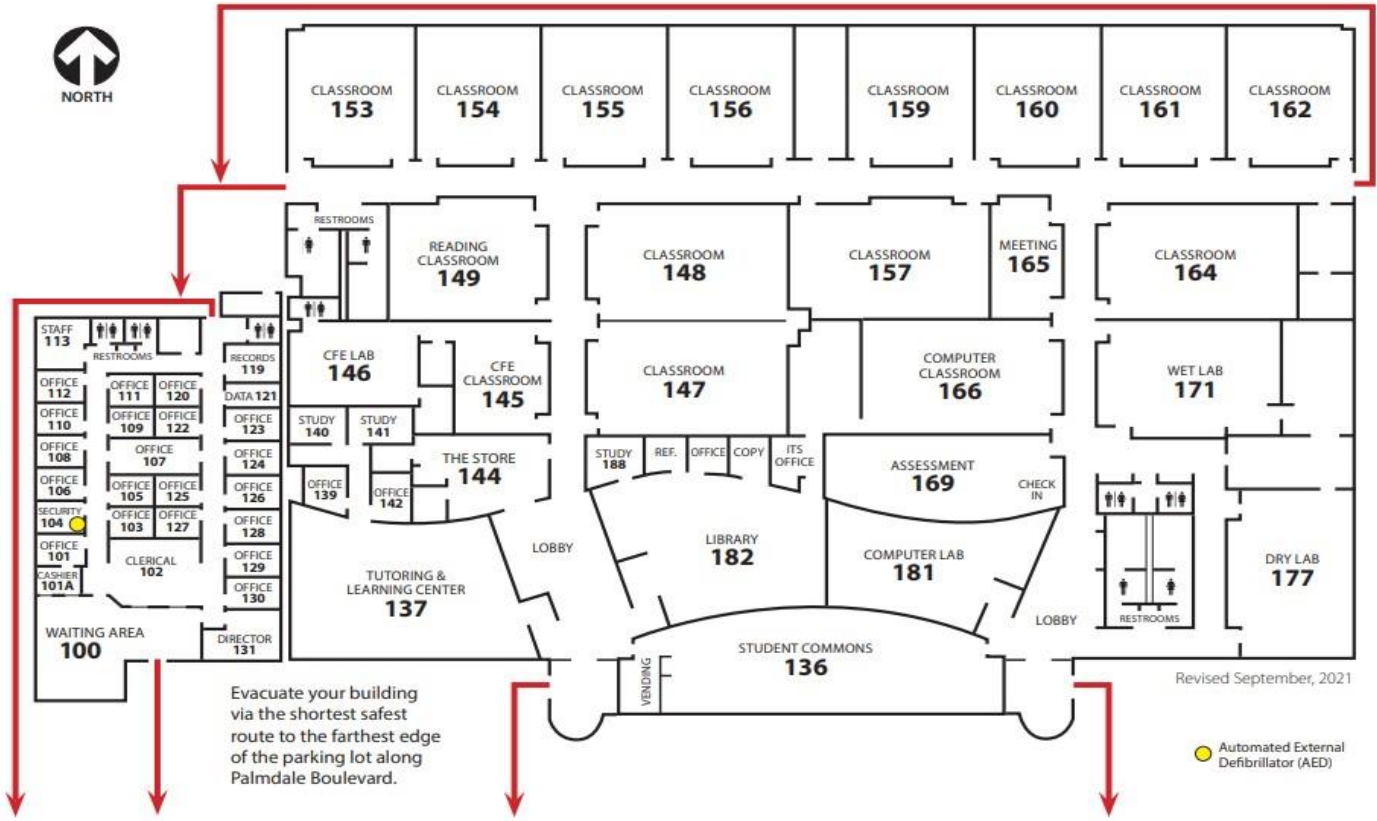 NORTH
CLASSROOM
153
CLASSROOM
154
CLASSROOM
155
CLASSROOM
156
CLASSROOM
159
CLASSROOM
160
CLASSROOM
161
CLASSROOM
162
RESTROOMS
READING
CLASSROOM
149
CLASSROOM
148
CLASSROOM
157
MEETING
165
CLASSROOM
164
STAFF
113
RESTROOMS
RECORDS
119
CFE LAB
146
CFE
CLASSROOM
145
CLASSROOM
147
COMPUTER
CLASSROOM
166
WET LAB
171
OFFICE
112
OFFICE
111
OFFICE
120
DATA 121
OFFICE
110
OFFICE
109
OFFICE
122
OFFICE
123
STUDY
140
STUDY
141
OFFICE
108
OFFICE
107
OFFICE
124
THE STORE
144
STUDY
188
REF.
OFFICE
COPY
ITS
OFFICE
ASSESSMENT
169
CHECK
IN
OFFICE
106
OFFICE
105
OFFICE
125
OFFICE
126
OFFICE
139
OFFICE
142
SECURITY
104
OFFICE
103
OFFICE
127
OFFICE
128
OFFICE
101
CLERICAL
102
OFFICE
129
LOBBY
LIBRARY
182
COMPUTER LAB
181
DRY LAB
177
CASHIER
101A
OFFICE
130
TUTORING &
LEARNING CENTER
137
LOBBY
RESTROOMS
WAITING AREA
100
DIRECTOR
131
STUDENT COMMONS
136
VENDING
Revised September, 2021
Evacuate your building
via the shortest safest
route to the farthest edge
of the parking lot along
Palmdale Boulevard.
Automated External
Defibrillator (AED)